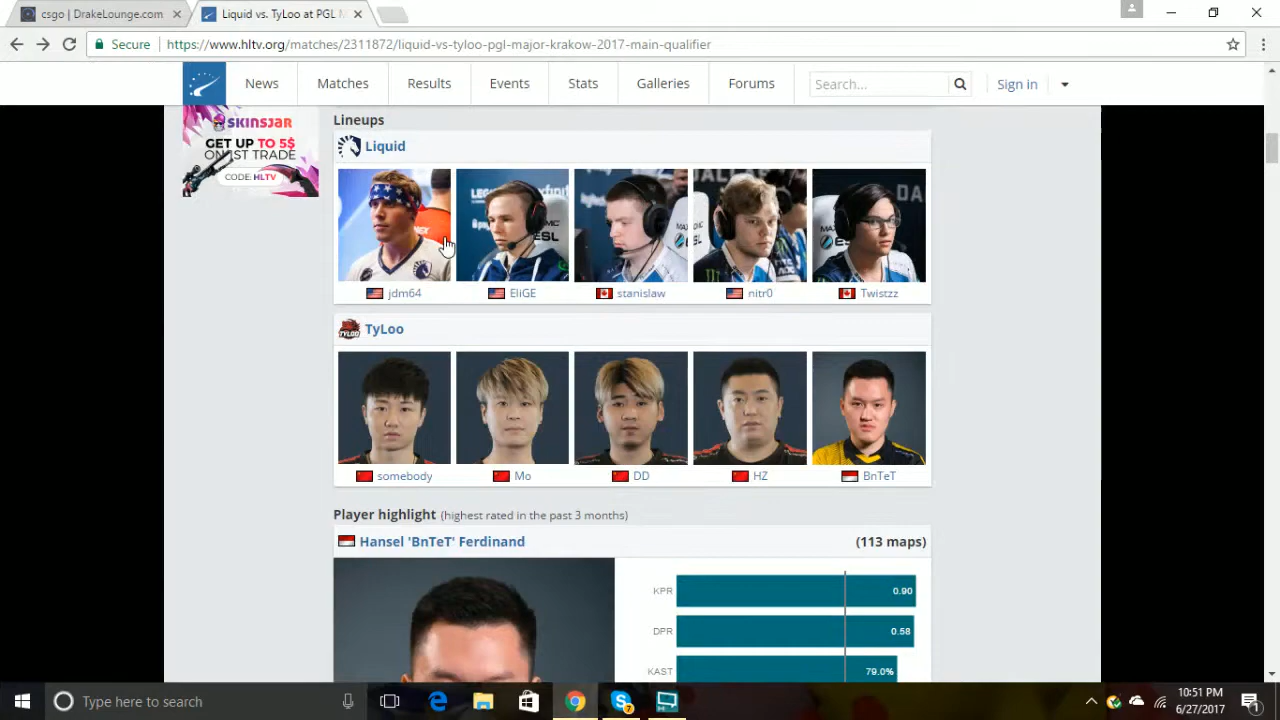 csgo | DrakeLounge.com
Liquid vs. TyLoo at PGL
Secure
https://www.hltv.org/matches/2311872/liquid-vs-tyloo-pgl-major-krakow-2017-main-qualifier
News
Matches
Results
Events
Stats
Galleries
Forums
Search...
Sign in
SKINSJAR
GET UP TO 5$
ON 1ST TRADE
CODE: HLTV
Lineups
Liquid
jdm64
EliGE
stanislaw
nitr0
Twistzz
TyLoo
somebody
Mo
DD
HZ
BnTeT
Player highlight (highest rated in the past 3 months)
Hansel 'BnTeT' Ferdinand
(113 maps)
KPR
0.90
DPR
0.58
KAST
79.0%
Type here to search
10:51 PM
6/27/2017